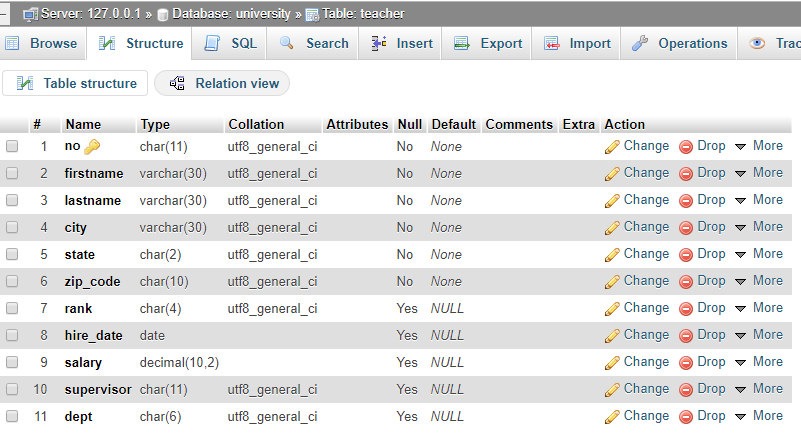 Server: 127.0.0.1 » Database: university » Table: teacher
Browse Structure SQL Search Insert Export Import Operations
Table structure Relation view
# Name Type Collation Attributes Null Default Comments Extra Action
1 no char(11) utf8_general_ci No None Change Drop More
2 firstname varchar(30) utf8_general_ci No None Change Drop More
3 lastname varchar(30) utf8_general_ci No None Change Drop More
4 city varchar(30) utf8_general_ci No None Change Drop More
5 state char(2) utf8_general_ci No None Change Drop More
6 zip_code char(10) utf8_general_ci No None Change Drop More
7 rank char(4) utf8_general_ci Yes NULL Change Drop More
8 hire_date date Yes NULL Change Drop More
9 salary decimal(10,2) Yes NULL Change Drop More
10 supervisor char(11) utf8_general_ci Yes NULL Change Drop More
11 dept char(6) utf8_general_ci Yes NULL Change Drop More